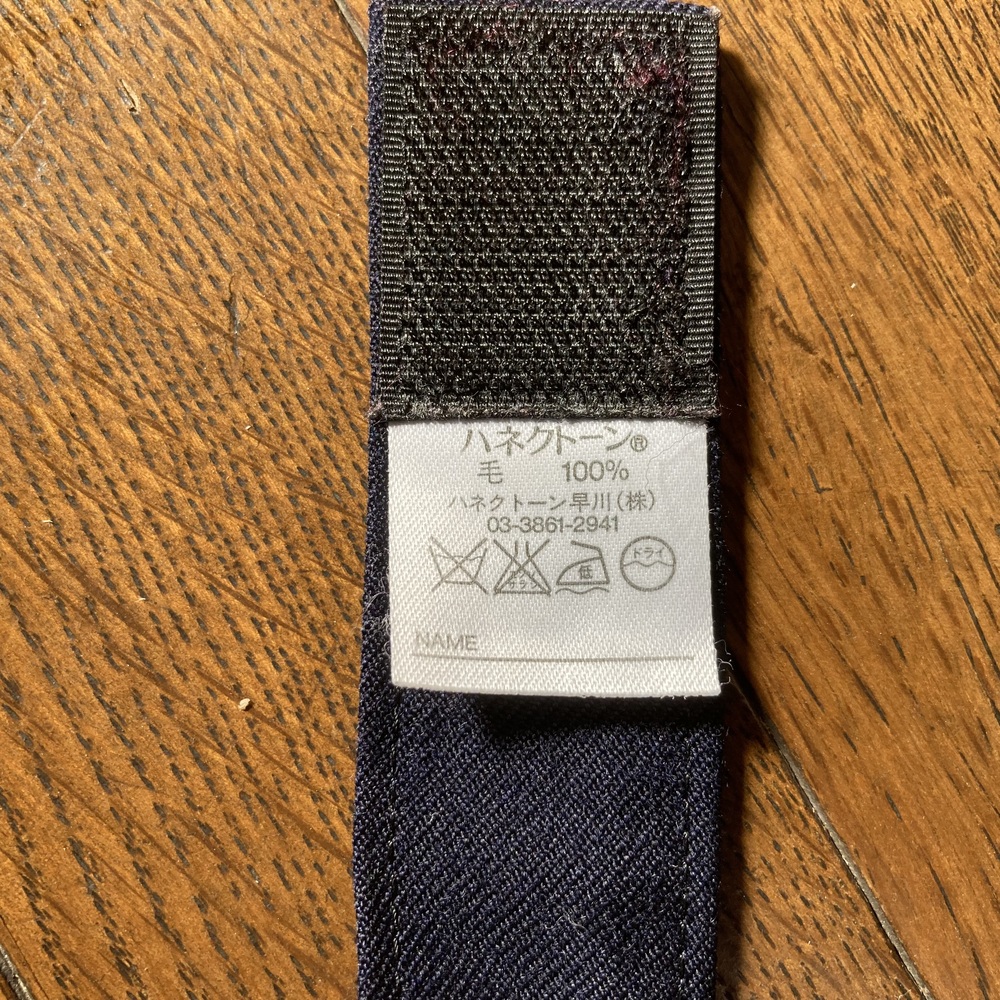 ハネクトーン®
毛 100%
ハネクトーン早川(株)
03-3861-2941
低 ドライ
NAME